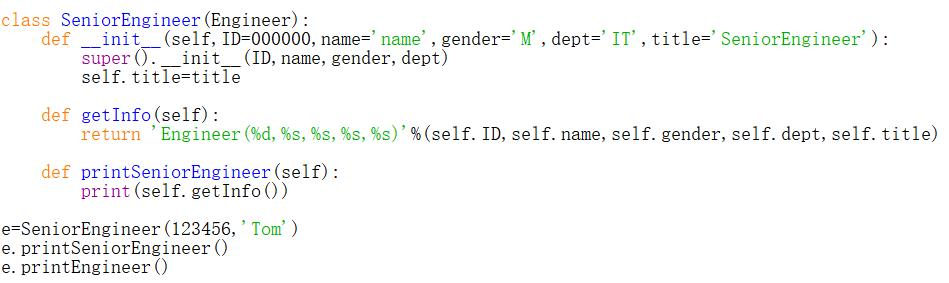 class SeniorEngineer(Engineer):
    def __init__(self,ID=000000,name='name',gender='M',dept='IT',title='SeniorEngineer'):
        super().__init__(ID,name,gender,dept)
        self.title=title

    def getInfo(self):
        return 'Engineer(%d,%s,%s,%s,%s)'%(self.ID,self.name,self.gender,self.dept,self.title)

    def printSeniorEngineer(self):
        print(self.getInfo())

e=SeniorEngineer(123456,'Tom')
e.printSeniorEngineer()
e.printEngineer()